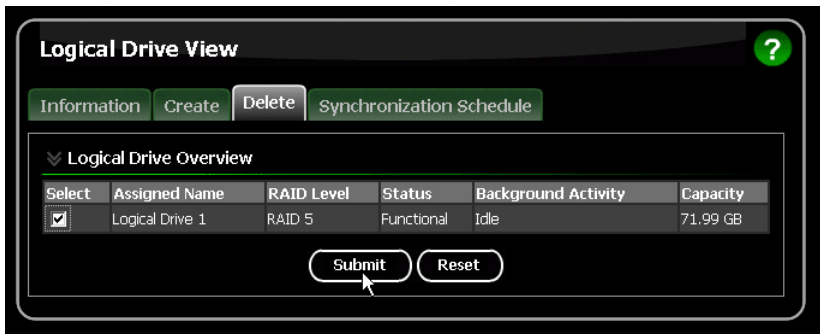 Logical Drive View
?
Information Create Delete Synchronization Schedule
Logical Drive Overview
Select Assigned Name RAID Level Status Background Activity Capacity
Logical Drive 1 RAID 5 Functional Idle 71.99 GB
Submit Reset